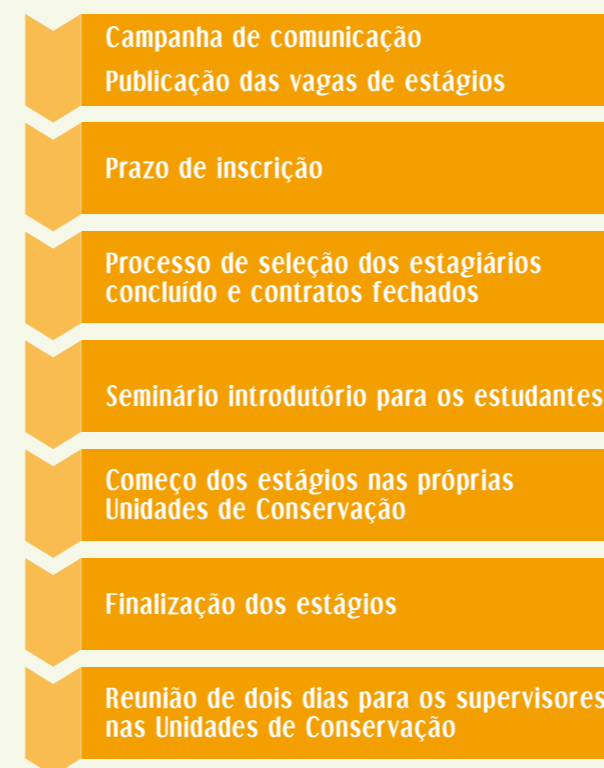 Campanha de comunicação
Publicação das vagas de estágios
Prazo de inscrição
Processo de seleção dos estagiários
concluído e contratos fechados
Seminário introdutório para os estudantes
Começo dos estágios nas próprias
Unidades de Conservação
Finalização dos estágios
Reunião de dois dias para os supervisores
nas Unidades de Conservação